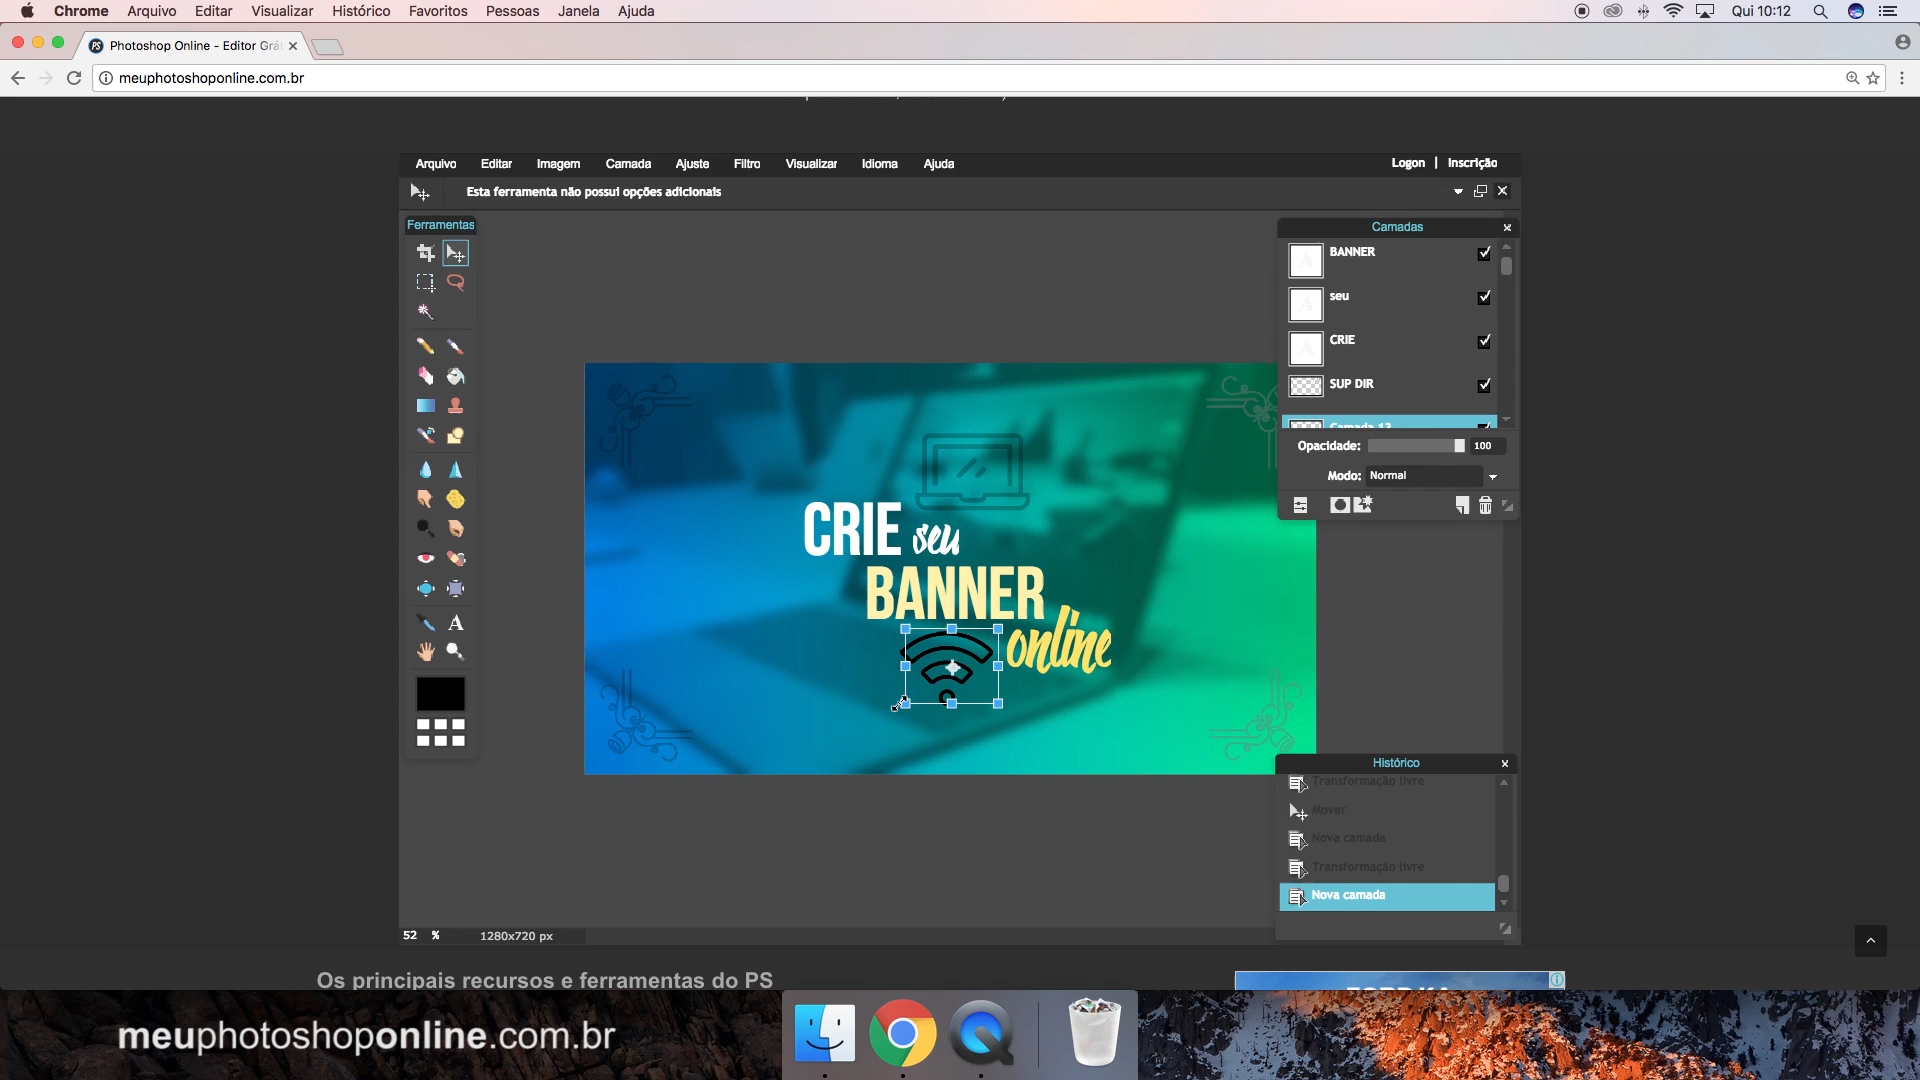 Chrome Arquivo Editar Visualizar Histórico Favoritos Pessoas Janela Ajuda
Qui 10:12
Photoshop Online - Editor Grá
meuphotoshoponline.com.br
Arquivo Editar Imagem Camada Ajuste Filtro Visualizar Idioma Ajuda
Logon | Inscrição
Esta ferramenta não possui opções adicionais
Ferramentas
Camadas
BANNER
seu
CRIE
SUP DIR
Camada 13
Opacidade: 100
Modo: Normal
CRIE seu
BANNER
online
Histórico
Transformação livre
Mover
Nova camada
Transformação livre
Nova camada
52 % 1280x720 px
Os principais recursos e ferramentas do PS
meuphotoshoponline.com.br